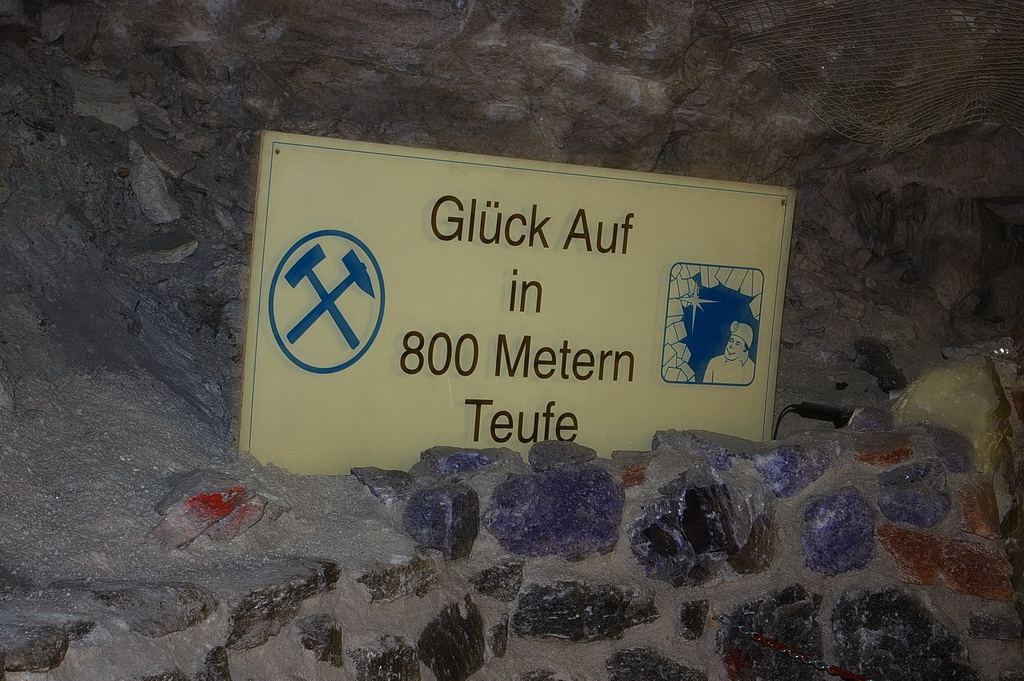 Glück Auf
in
800 Metern
Teufe